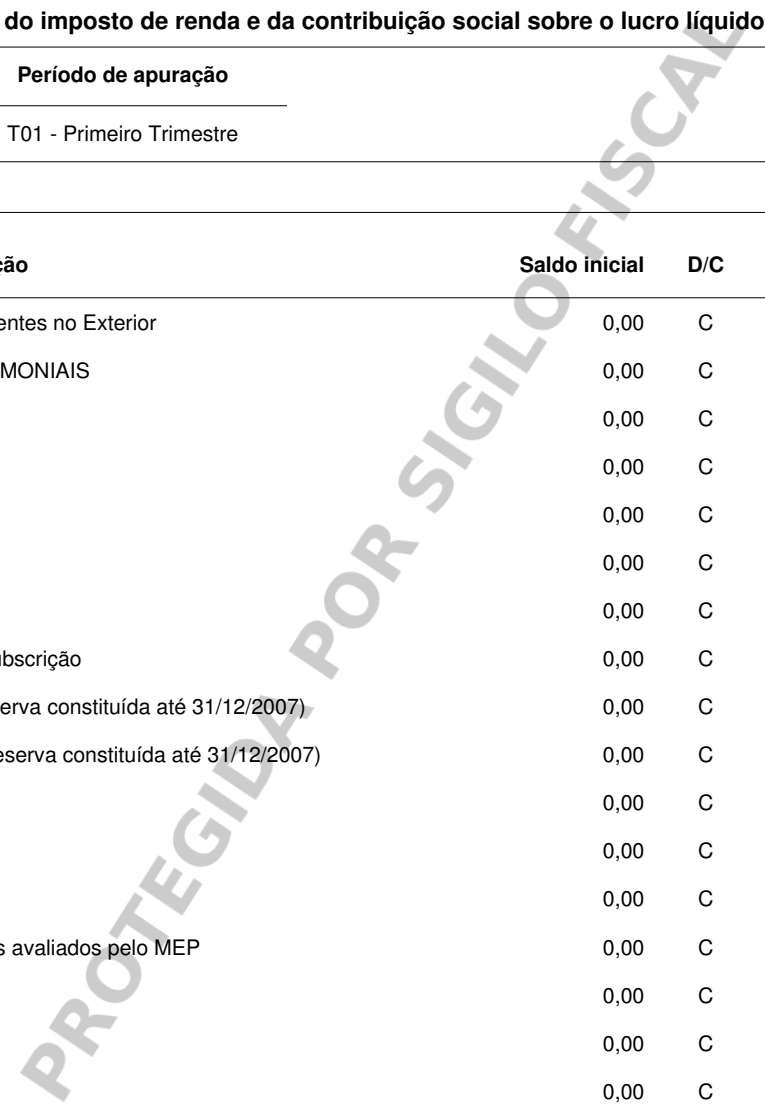 do imposto de renda e da contribuição social sobre o lucro líquido
Período de apuração
T01 - Primeiro Trimestre
ção Saldo inicial D/C
entes no Exterior 0,00 C
MONIAIS 0,00 C
0,00 C
0,00 C
0,00 C
0,00 C
0,00 C
ubscrição 0,00 C
erva constituída até 31/12/2007) 0,00 C
eserva constituída até 31/12/2007) 0,00 C
0,00 C
0,00 C
0,00 C
s avaliados pelo MEP 0,00 C
0,00 C
0,00 C
0,00 C
PROTEGIDA POR SIGILO FISCAL